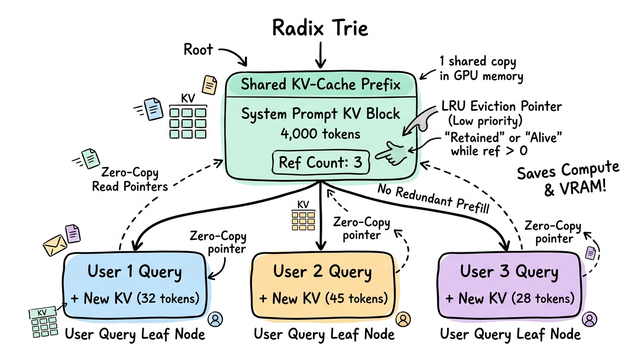 Radix Trie
Root
Shared KV-Cache Prefix
System Prompt KV Block
4,000 tokens
Ref Count: 3
1 shared copy
in GPU memory
LRU Eviction Pointer
(Low priority)
"Retained" or "Alive"
while ref > 0
KV
Zero-Copy
Read Pointers
Saves Compute
& VRAM!
No Redundant Prefill
KV
Zero-Copy
pointer
Zero-Copy
pointer
Zero-Copy
pointer
User 1 Query
+ New KV (32 tokens)
User Query Leaf Node
KV
User 2 Query
+ New KV (45 tokens)
User Query Leaf Node
User 3 Query
+ New KV (28 tokens)
User Query Leaf Node